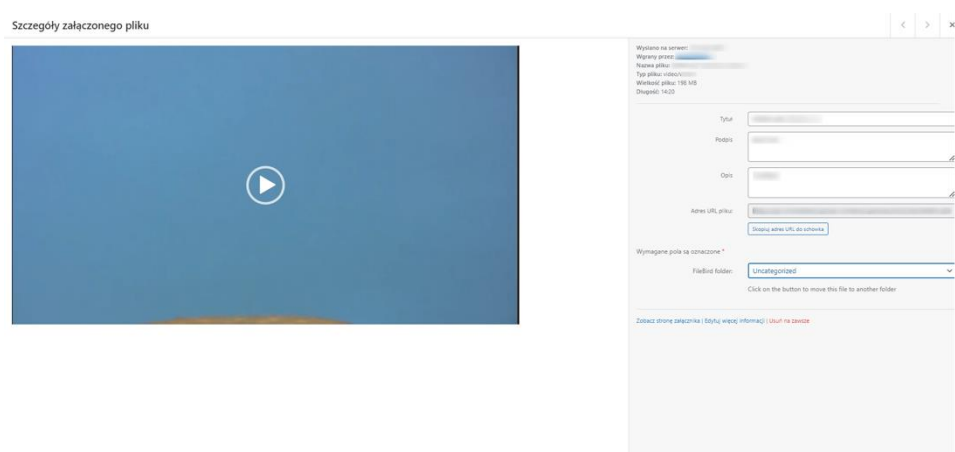 Szczegóły załączonego pliku
Wysłano na serwer:
Wgrany przez:
Nazwa pliku:
Typ pliku: video/
Wielkość pliku: 198 MB
Długość: 14:20
Tytuł
Podpis
Opis
Adres URL pliku:
Skopiuj adres URL do schowka
Wymagane pola są oznaczone *
FileBird folder:
Uncategorized
Click on the button to move this file to another folder
Zobacz stronę załącznika | Edytuj więcej informacji | Usuń na zawsze